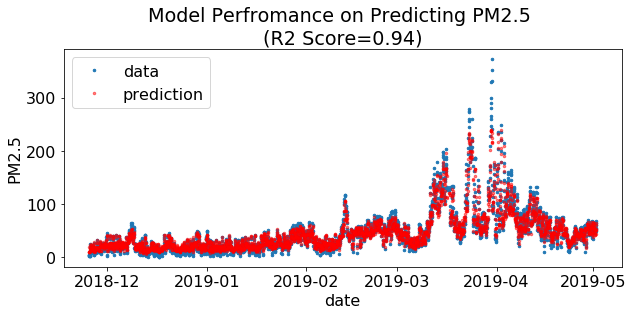 Model Perfromance on Predicting PM2.5
(R2 Score=0.94)
data
prediction
PM2.5
300
200
100
0
2018-12 2019-01 2019-02 2019-03 2019-04 2019-05
date